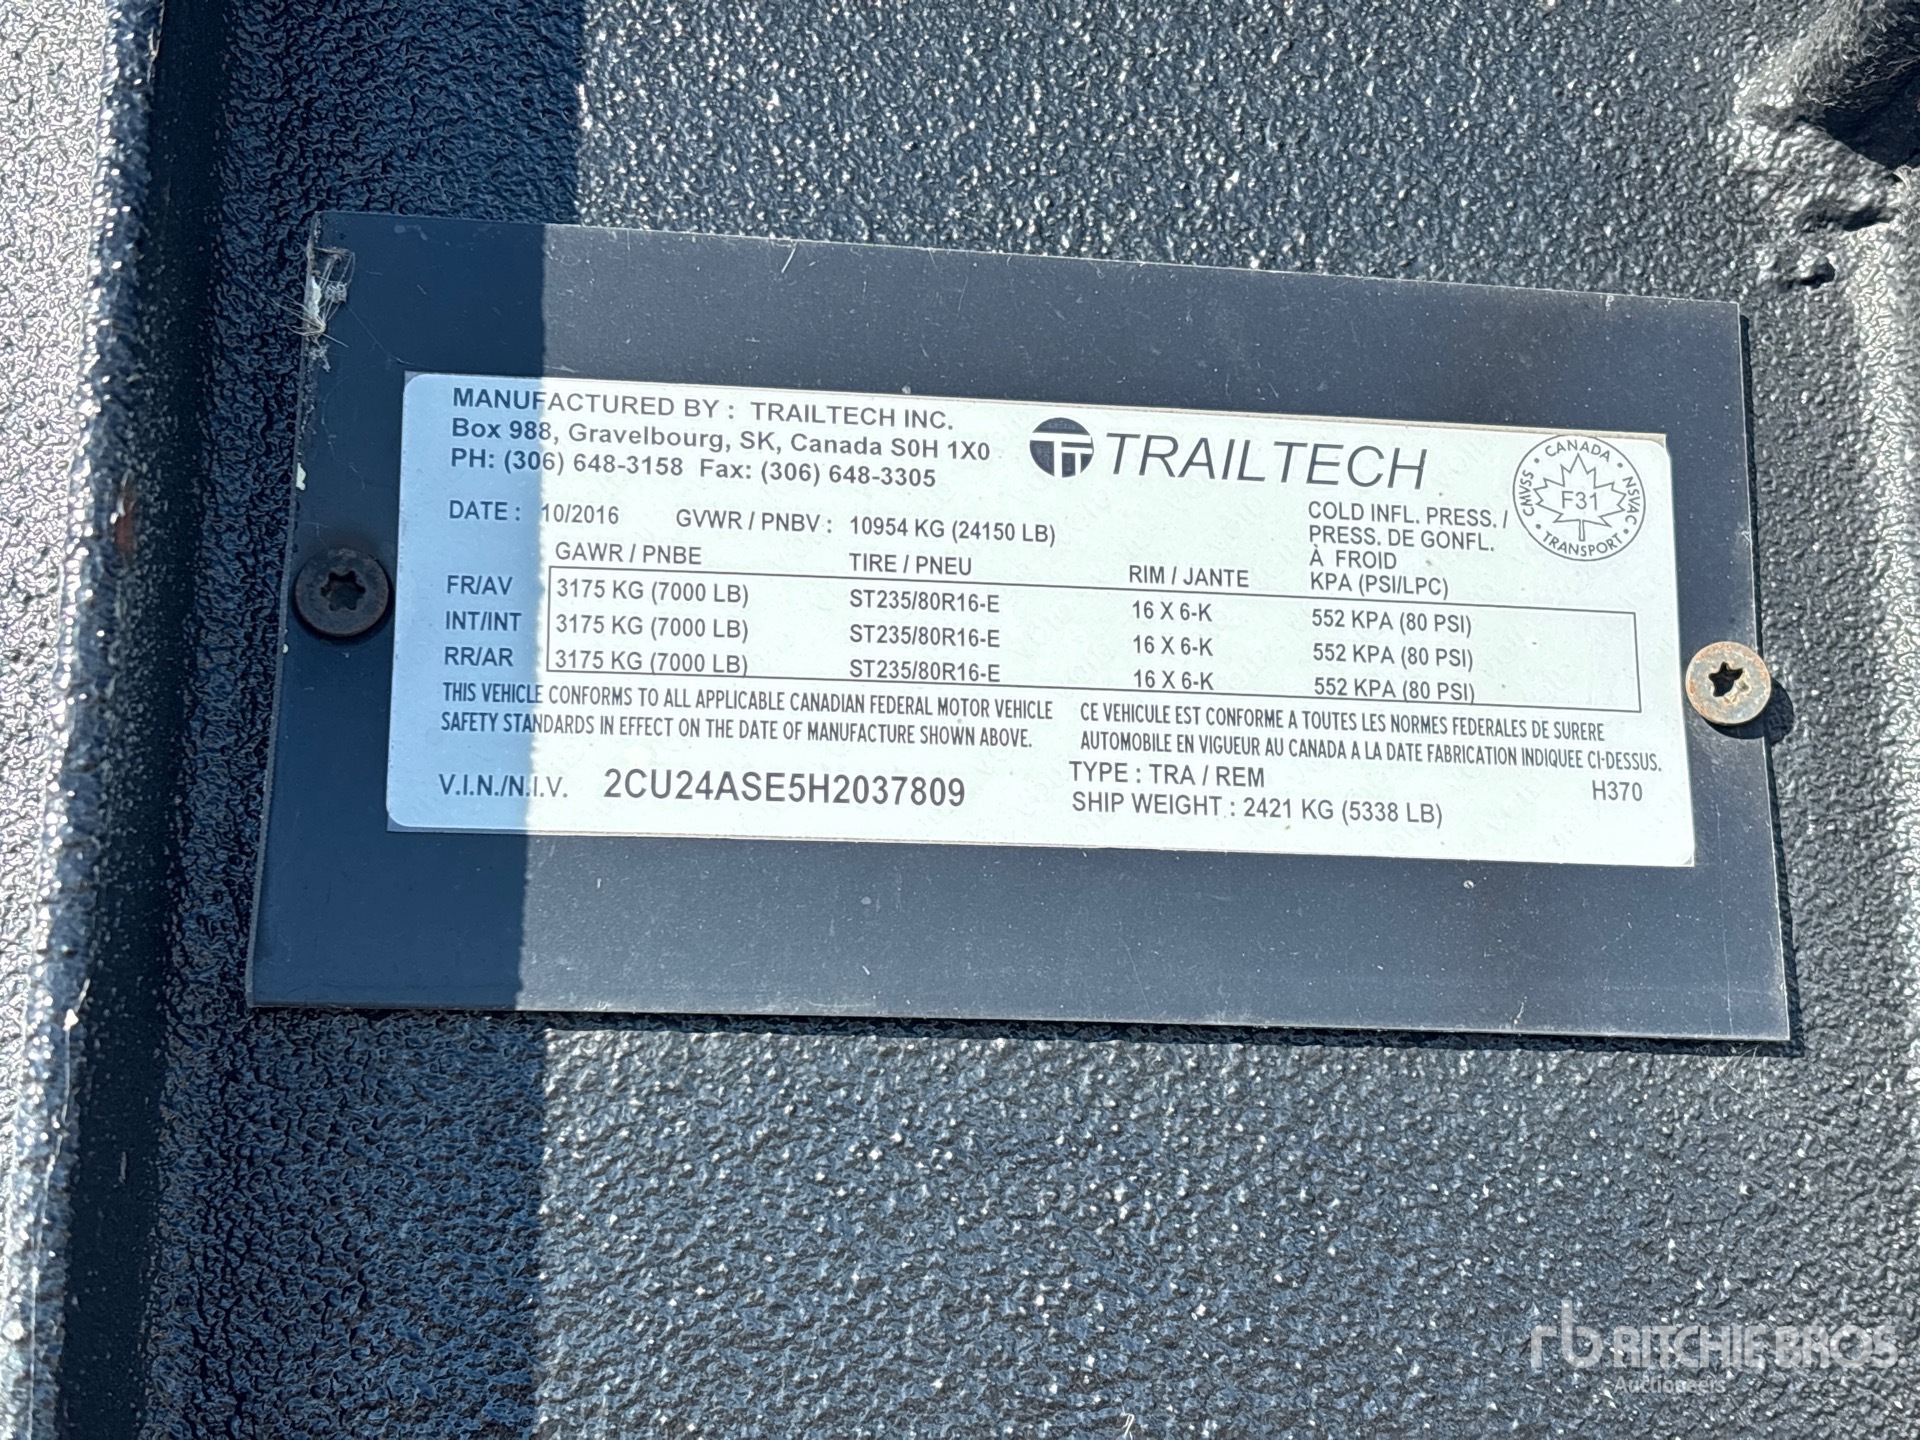 MANUFACTURED BY : TRAILTECH INC.
Box 988, Gravelbourg, SK, Canada S0H 1X0
PH: (306) 648-3158 Fax: (306) 648-3305
TRAILTECH
CANADA
CMVSS
NSVAC
F31
TRANSPORT
DATE : 10/2016 GVWR / PNBV : 10954 KG (24150 LB)
COLD INFL. PRESS. /
PRESS. DE GONFL.
À FROID
KPA (PSI/LPC)
GAWR / PNBE TIRE / PNEU RIM / JANTE
FR/AV 3175 KG (7000 LB) ST235/80R16-E 16 X 6-K 552 KPA (80 PSI)
INT/INT 3175 KG (7000 LB) ST235/80R16-E 16 X 6-K 552 KPA (80 PSI)
RR/AR 3175 KG (7000 LB) ST235/80R16-E 16 X 6-K 552 KPA (80 PSI)
THIS VEHICLE CONFORMS TO ALL APPLICABLE CANADIAN FEDERAL MOTOR VEHICLE
SAFETY STANDARDS IN EFFECT ON THE DATE OF MANUFACTURE SHOWN ABOVE.
CE VEHICULE EST CONFORME A TOUTES LES NORMES FEDERALES DE SURERE
AUTOMOBILE EN VIGUEUR AU CANADA A LA DATE FABRICATION INDIQUEE CI-DESSUS.
V.I.N./N.I.V. 2CU24ASE5H2037809
TYPE : TRA / REM
SHIP WEIGHT : 2421 KG (5338 LB)
H370
rb RITCHIE BROS.
Auctioneers